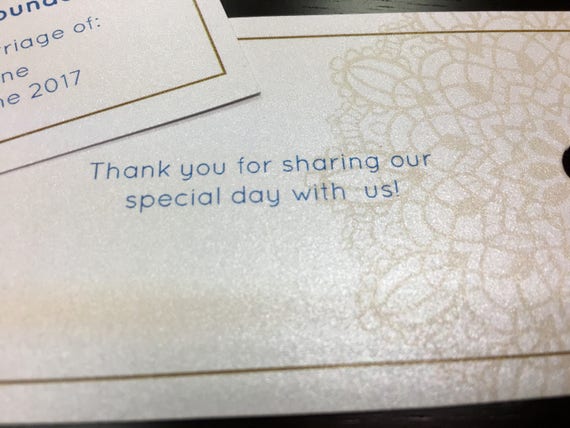 rriage of:
ne
ne 2017
Thank you for sharing our
special day with us!